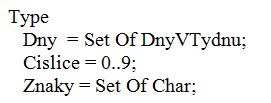 Type
Dny = Set Of DnyVTydnu;
Cislice = 0..9;
Znaky = Set Of Char;